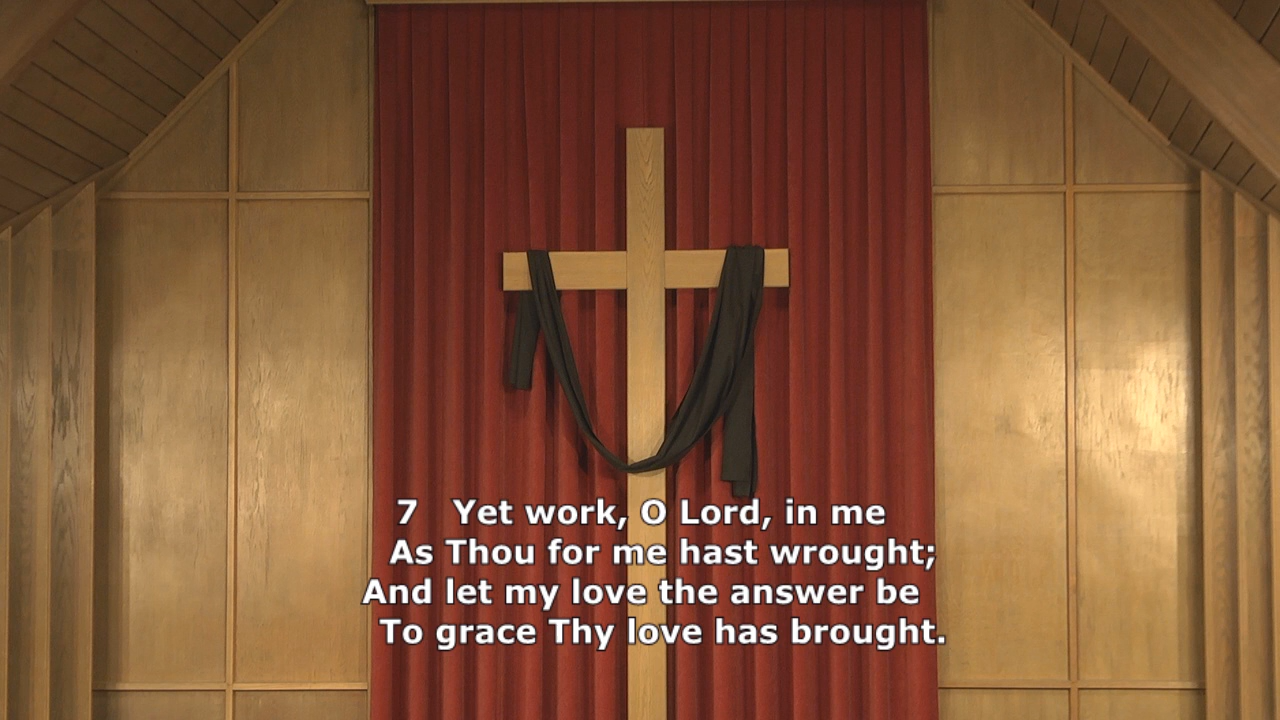 7 Yet work, O Lord, in me
As Thou for me hast wrought;
And let my love the answer be
To grace Thy love has brought.